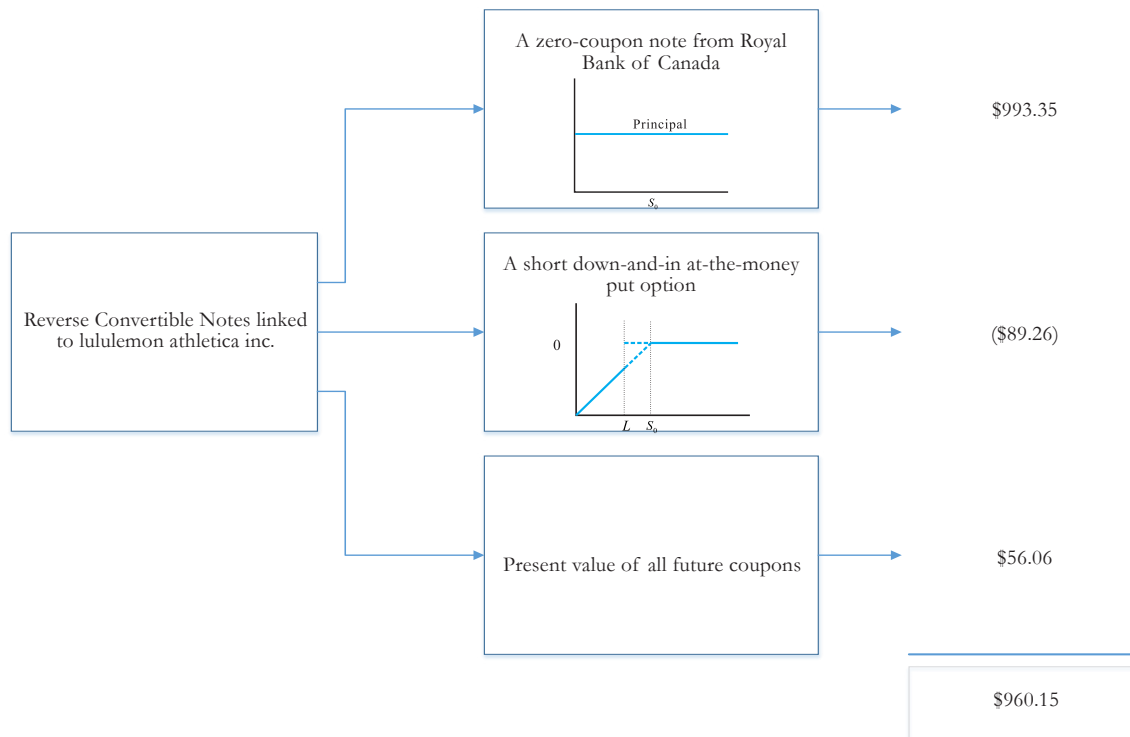 A zero-coupon note from Royal
Bank of Canada
Principal
S₀
$993.35
Reverse Convertible Notes linked
to lululemon athletica inc.
A short down-and-in at-the-money
put option
0
L S₀
($89.26)
Present value of all future coupons
$56.06
$960.15